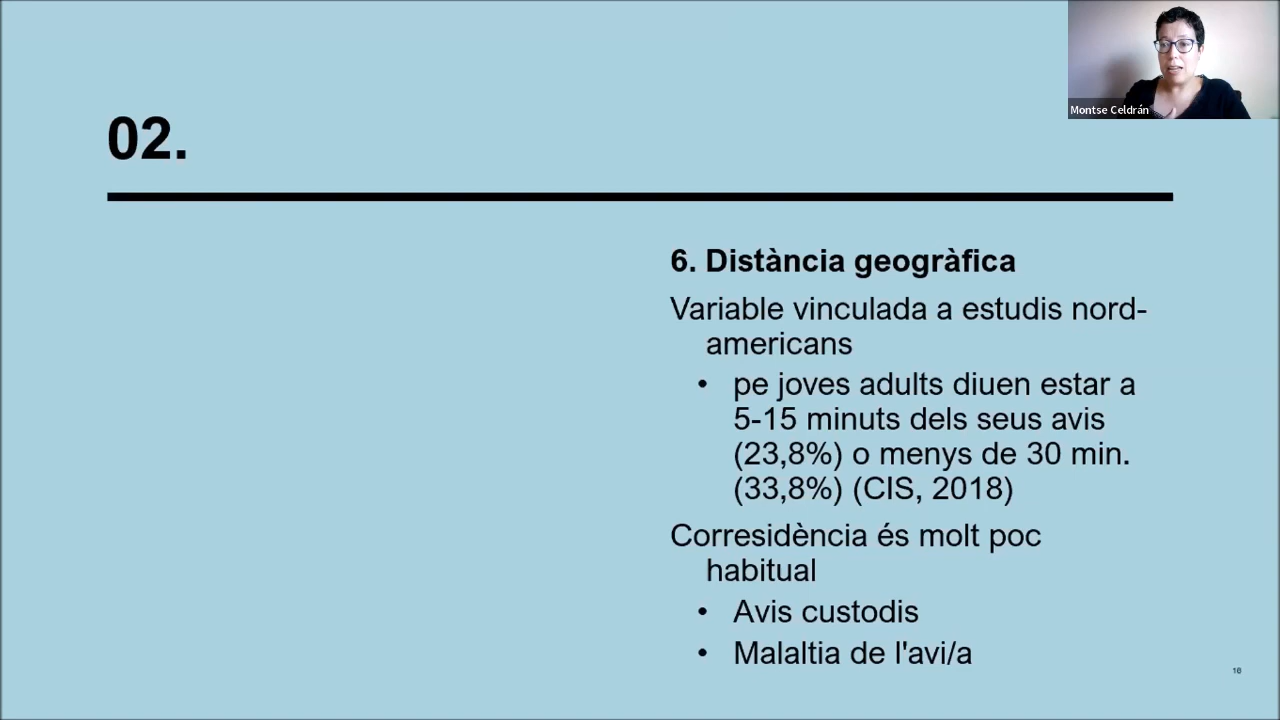 Montse Celdrán
02.
6. Distància geogràfica
Variable vinculada a estudis nord-
americans
• pe joves adults diuen estar a
5-15 minuts dels seus avis
(23,8%) o menys de 30 min.
(33,8%) (CIS, 2018)
Corresidència és molt poc
habitual
• Avis custodis
• Malaltia de l'avi/a